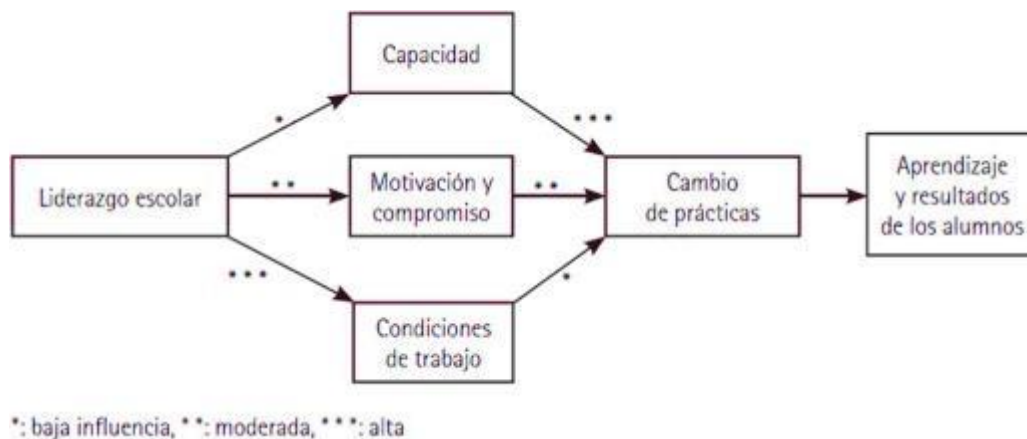 Capacidad
*
* * *
Liderazgo escolar
* *
Motivación y
compromiso
* *
Cambio
de prácticas
Aprendizaje
y resultados
de los alumnos
* * *
*
Condiciones
de trabajo
*: baja influencia, * *: moderada, * * *: alta